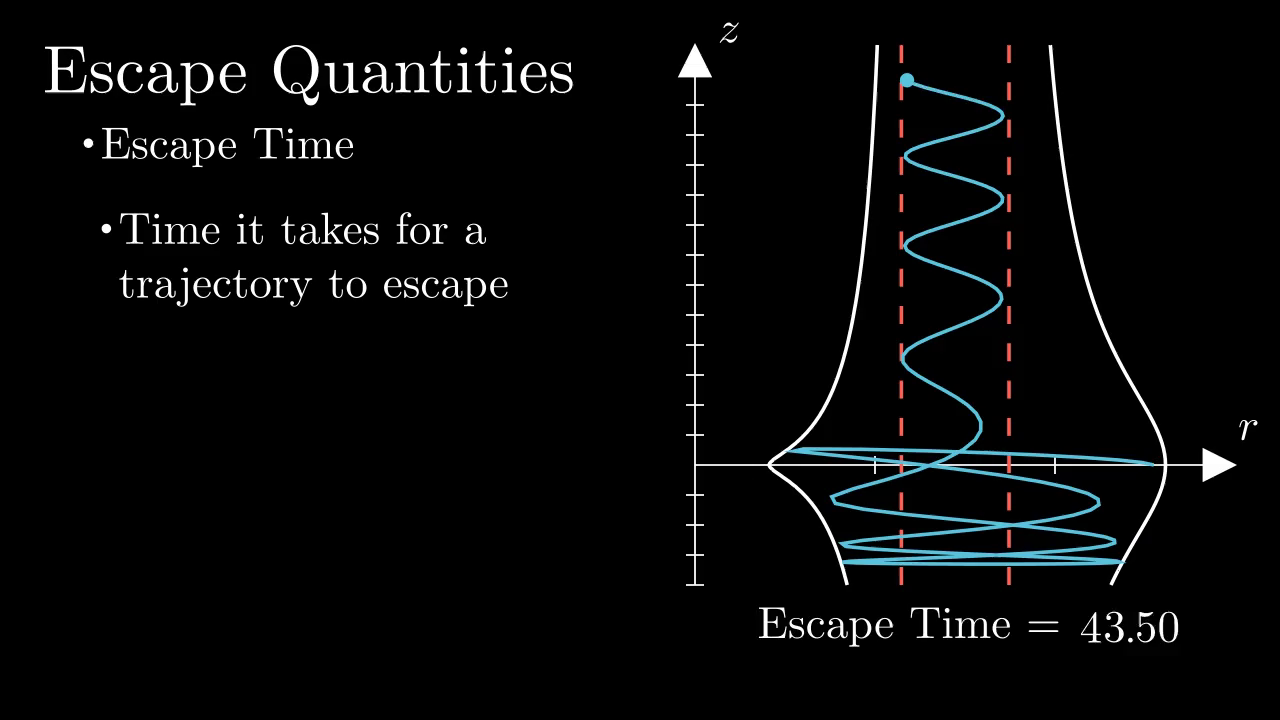 Escape Quantities
•Escape Time
•Time it takes for a
trajectory to escape
z
r
Escape Time = 43.50